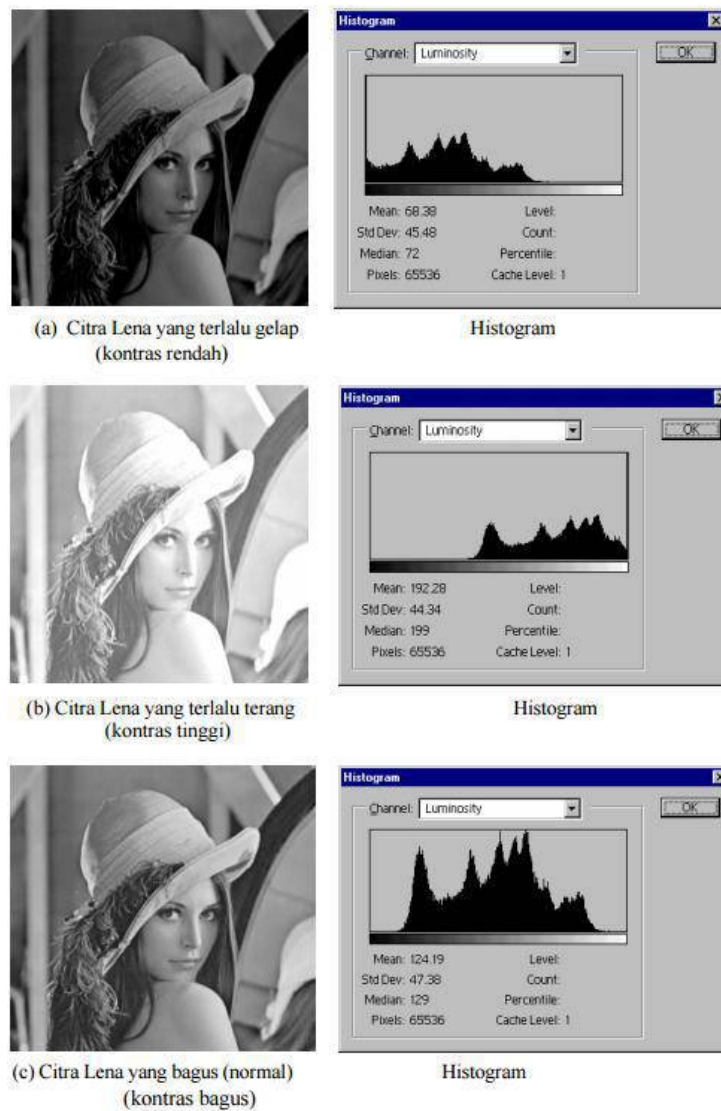 Histogram
Channel: Luminosity
OK
Mean: 68.38 Level:
Std Dev: 45.48 Count:
Median: 72 Percentile:
Pixels: 65536 Cache Level: 1
(a) Citra Lena yang terlalu gelap
(kontras rendah)
Histogram
Histogram
Channel: Luminosity
OK
Mean: 192.28 Level:
Std Dev: 44.34 Count:
Median: 199 Percentile:
Pixels: 65536 Cache Level: 1
(b) Citra Lena yang terlalu terang
(kontras tinggi)
Histogram
Histogram
Channel: Luminosity
OK
Mean: 124.19 Level:
Std Dev: 47.38 Count:
Median: 129 Percentile:
Pixels: 65536 Cache Level: 1
(c) Citra Lena yang bagus (normal)
(kontras bagus)
Histogram